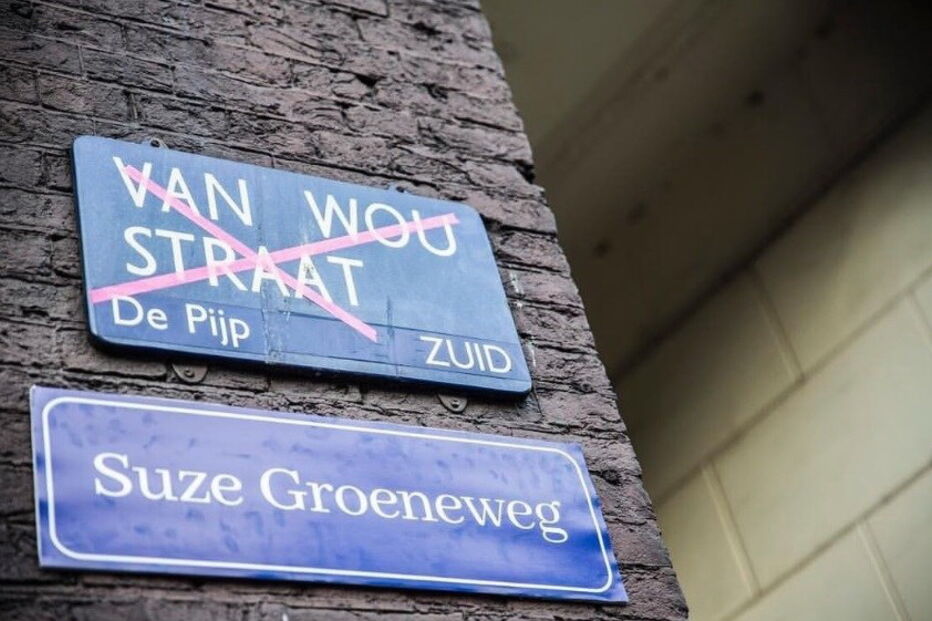 VAN WOU
STRAAT
De Pijp ZUID
Suze Groeneweg